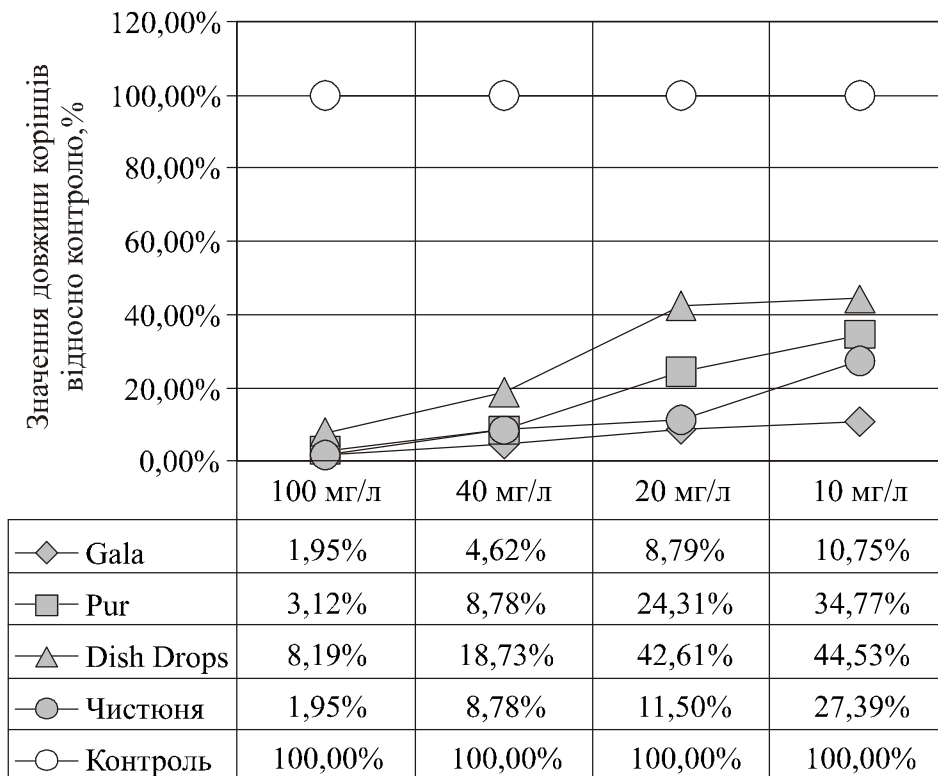 120,00%
100,00%
80,00%
60,00%
40,00%
20,00%
0,00%
Значення довжини корінців
відносно контролю,%
100 мг/л 40 мг/л 20 мг/л 10 мг/л
Gala 1,95% 4,62% 8,79% 10,75%
Pur 3,12% 8,78% 24,31% 34,77%
Dish Drops 8,19% 18,73% 42,61% 44,53%
Чистюня 1,95% 8,78% 11,50% 27,39%
Контроль 100,00% 100,00% 100,00% 100,00%